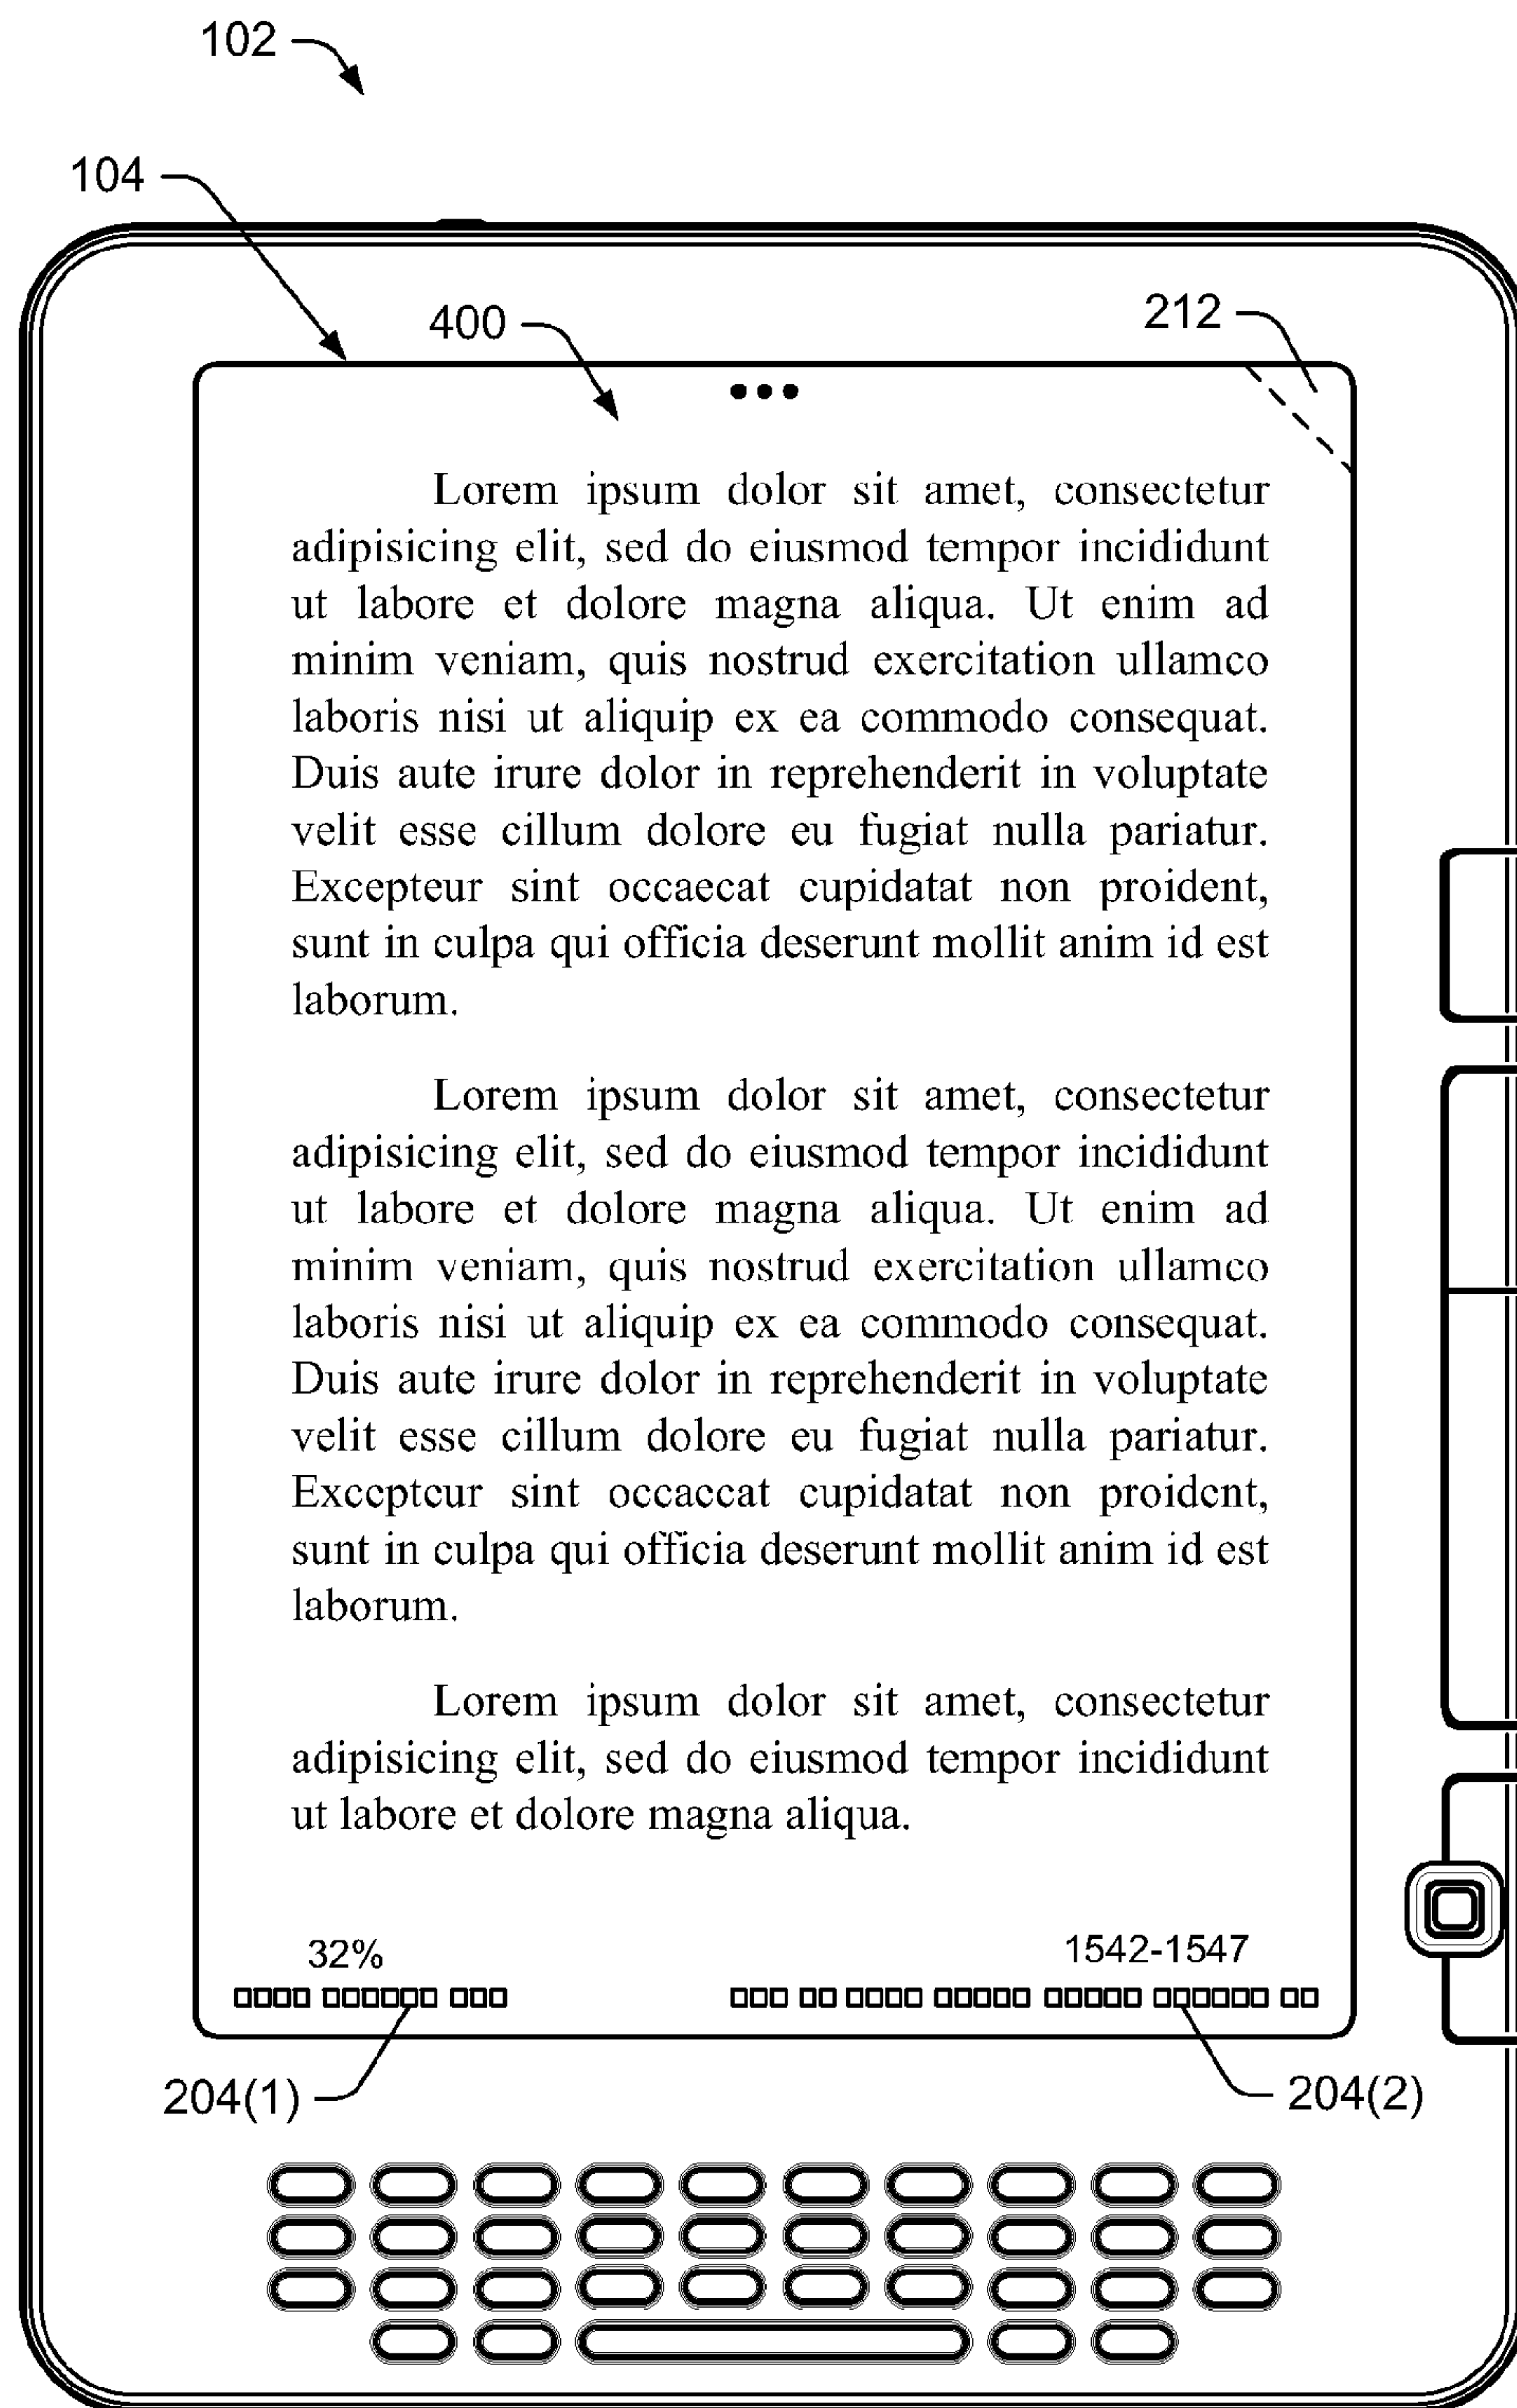 102
104
400
212
•••
Lorem ipsum dolor sit amet, consectetur
adipisicing elit, sed do eiusmod tempor incididunt
ut labore et dolore magna aliqua. Ut enim ad
minim veniam, quis nostrud exercitation ullamco
laboris nisi ut aliquip ex ea commodo consequat.
Duis aute irure dolor in reprehenderit in voluptate
velit esse cillum dolore eu fugiat nulla pariatur.
Excepteur sint occaecat cupidatat non proident,
sunt in culpa qui officia deserunt mollit anim id est
laborum.
Lorem ipsum dolor sit amet, consectetur
adipisicing elit, sed do eiusmod tempor incididunt
ut labore et dolore magna aliqua. Ut enim ad
minim veniam, quis nostrud exercitation ullamco
laboris nisi ut aliquip ex ea commodo consequat.
Duis aute irure dolor in reprehenderit in voluptate
velit esse cillum dolore eu fugiat nulla pariatur.
Excepteur sint occaecat cupidatat non proident,
sunt in culpa qui officia deserunt mollit anim id est
laborum.
Lorem ipsum dolor sit amet, consectetur
adipisicing elit, sed do eiusmod tempor incididunt
ut labore et dolore magna aliqua.
32%
1542-1547
204(1)
204(2)